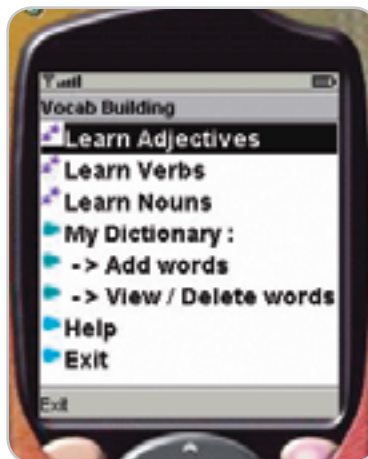 Vocab Building
Learn Adjectives
Learn Verbs
Learn Nouns
My Dictionary :
-> Add words
-> View / Delete words
Help
Exit
Exit